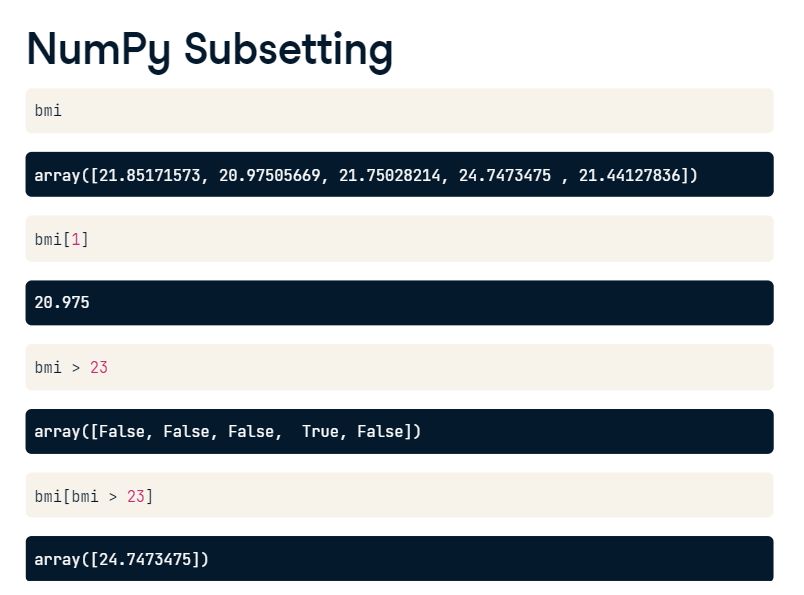 NumPy Subsetting
bmi
array([21.85171573, 20.97505669, 21.75028214, 24.7473475 , 21.44127836])
bmi[1]
20.975
bmi > 23
array([False, False, False,  True, False])
bmi[bmi > 23]
array([24.7473475])